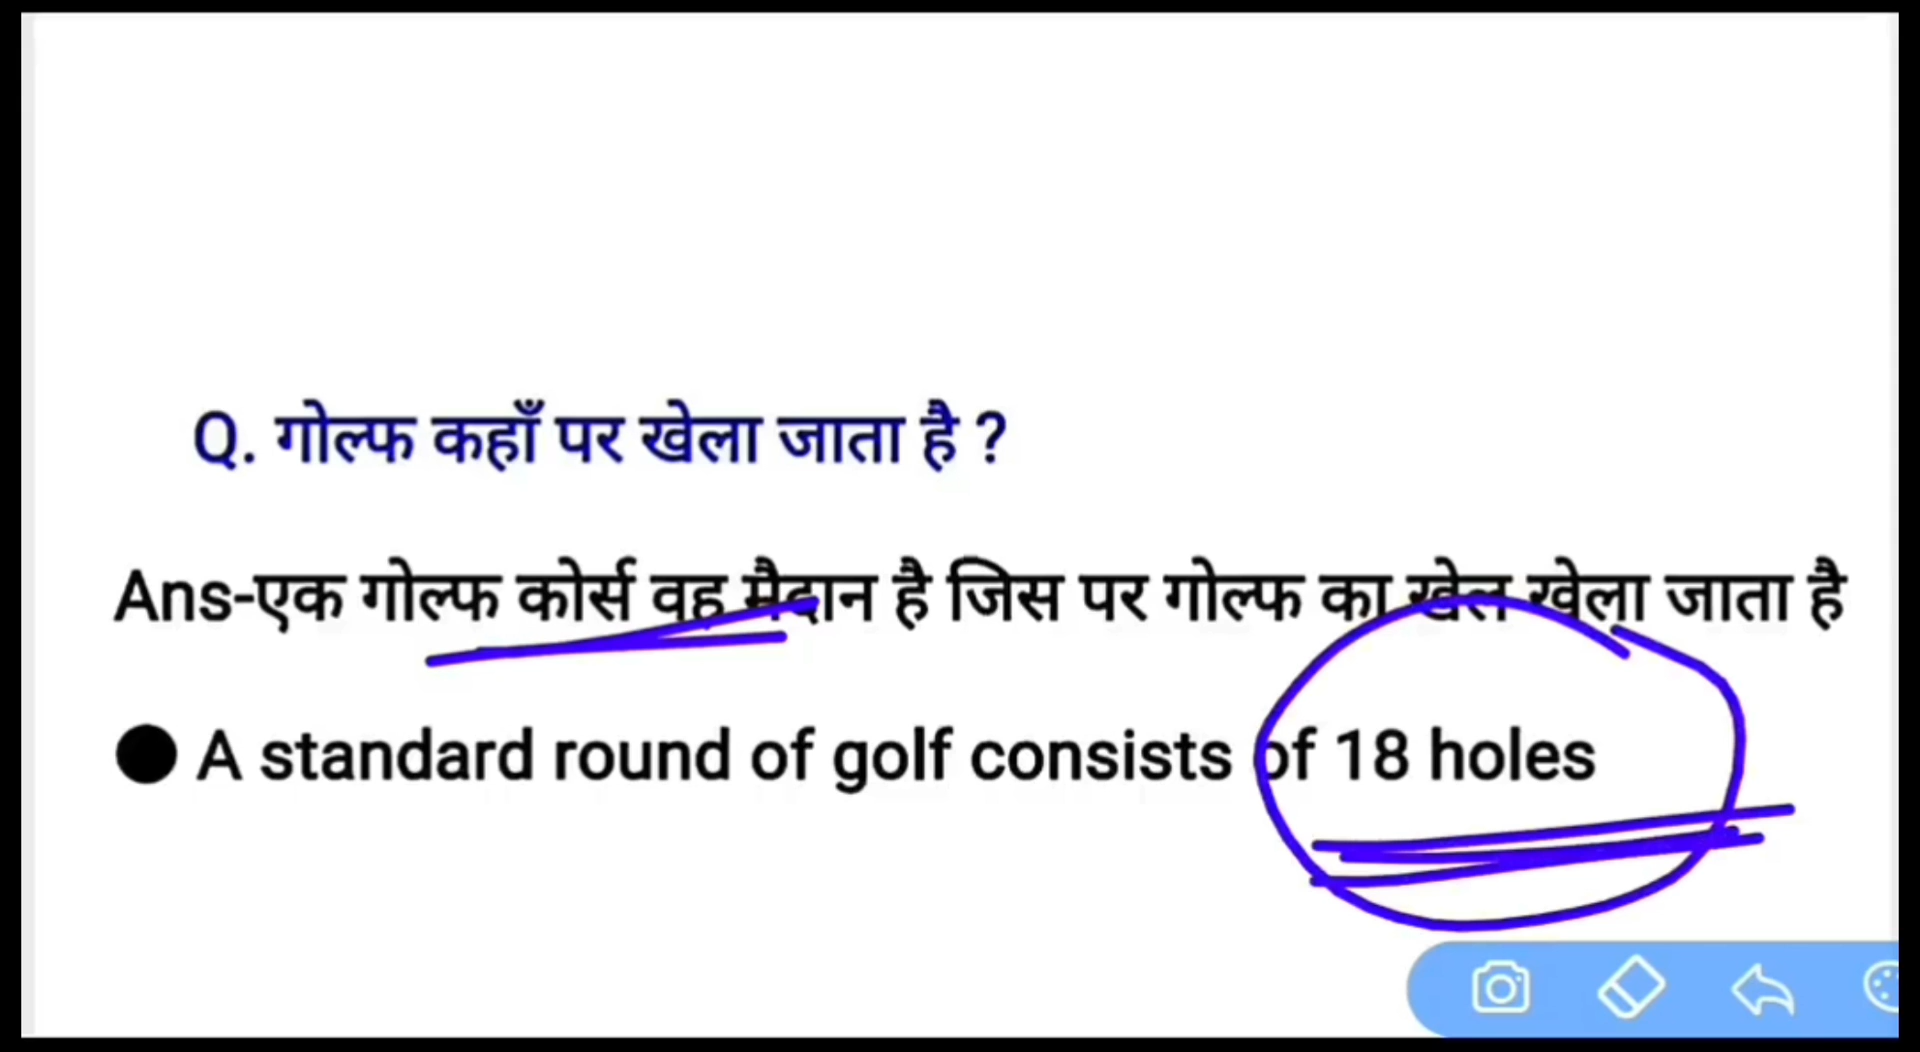 Q. गोल्फ कहाँ पर खेला जाता है ?
Ans-एक गोल्फ कोर्स वह मैदान है जिस पर गोल्फ का खेल खेला जाता है
● A standard round of golf consists of 18 holes